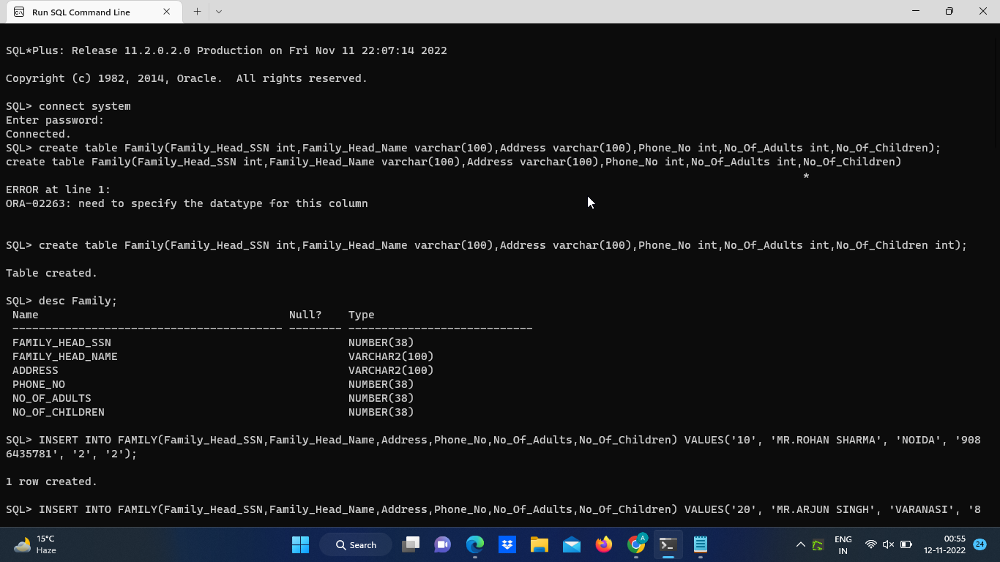 Run SQL Command Line
SQL*Plus: Release 11.2.0.2.0 Production on Fri Nov 11 22:07:14 2022
Copyright (c) 1982, 2014, Oracle.  All rights reserved.
SQL> connect system
Enter password:
Connected.
SQL> create table Family(Family_Head_SSN int,Family_Head_Name varchar(100),Address varchar(100),Phone_No int,No_Of_Adults int,No_Of_Children);
create table Family(Family_Head_SSN int,Family_Head_Name varchar(100),Address varchar(100),Phone_No int,No_Of_Adults int,No_Of_Children)
*
ERROR at line 1:
ORA-02263: need to specify the datatype for this column
SQL> create table Family(Family_Head_SSN int,Family_Head_Name varchar(100),Address varchar(100),Phone_No int,No_Of_Adults int,No_Of_Children int);
Table created.
SQL> desc Family;
Name Null? Type
----------------------------------------- -------- ----------------------------
FAMILY_HEAD_SSN NUMBER(38)
FAMILY_HEAD_NAME VARCHAR2(100)
ADDRESS VARCHAR2(100)
PHONE_NO NUMBER(38)
NO_OF_ADULTS NUMBER(38)
NO_OF_CHILDREN NUMBER(38)
SQL> INSERT INTO FAMILY(Family_Head_SSN,Family_Head_Name,Address,Phone_No,No_Of_Adults,No_Of_Children) VALUES('10', 'MR.ROHAN SHARMA', 'NOIDA', '908
6435781', '2', '2');
1 row created.
SQL> INSERT INTO FAMILY(Family_Head_SSN,Family_Head_Name,Address,Phone_No,No_Of_Adults,No_Of_Children) VALUES('20', 'MR.ARJUN SINGH', 'VARANASI', '8
15°C
Haze
Search
A
ENG
IN
00:55
12-11-2022
24